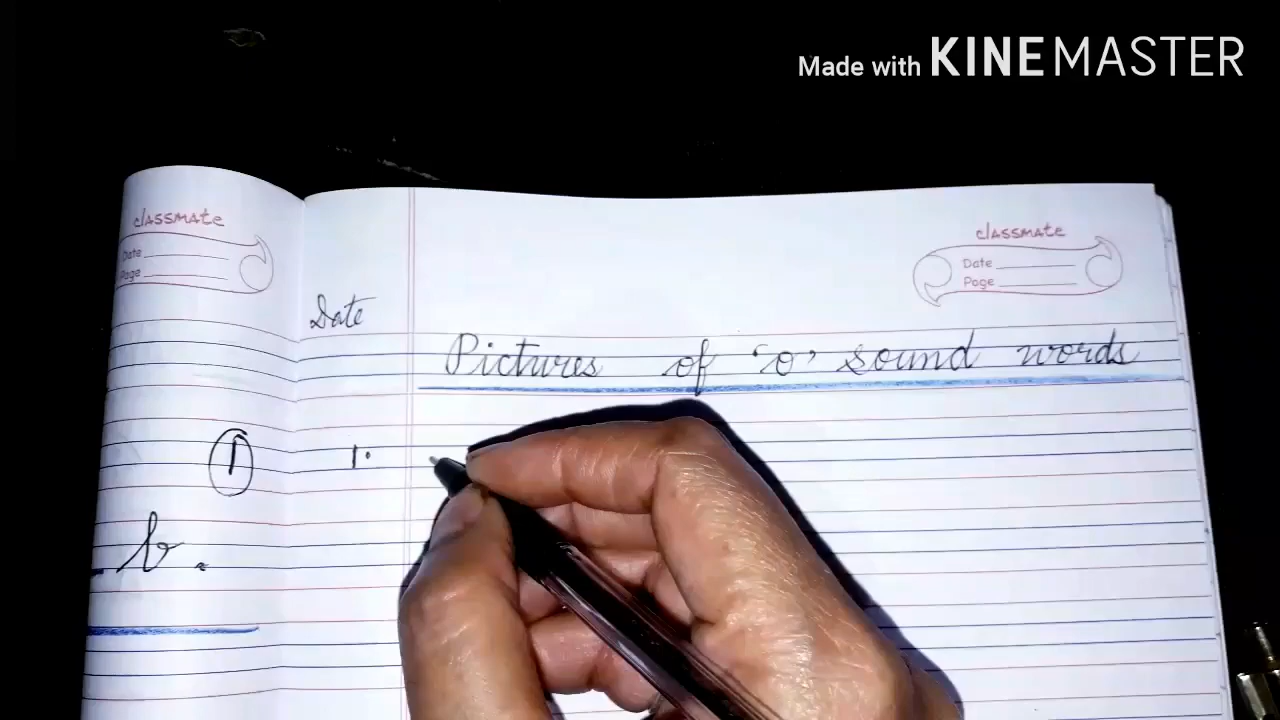 Made with KINEMASTER
classmate
Date
Page
classmate
Date
Page
Date
Pictures of 'o' sound words
1
1.
b.